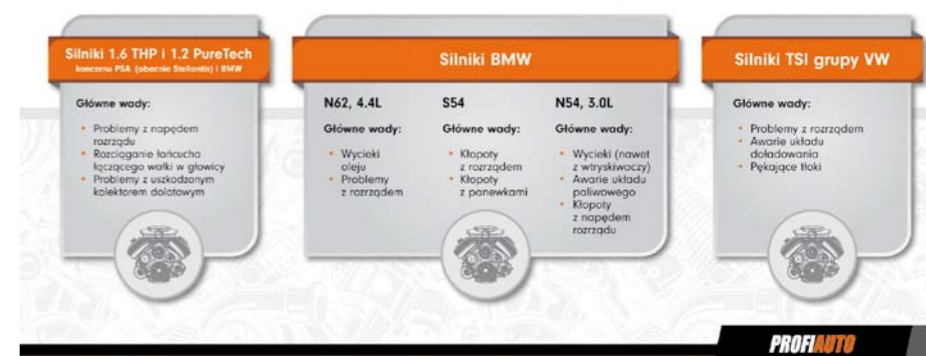 Silniki 1.6 THP i 1.2 PureTech
koncernu PSA (obecnie Stellantis) i BMW
Główne wady:
• Problemy z napędem
rozrządu
• Rozciąganie łańcucha
łączącego wałki w głowicy
• Problemy z uszkodzonym
kolektorem dolotowym
Silniki BMW
N62, 4.4L
Główne wady:
• Wycieki
oleju
• Problemy
z rozrządem
S54
Główne wady:
• Kłopoty
z rozrządem
• Kłopoty
z panewkami
N54, 3.0L
Główne wady:
• Wycieki (nawet
z wtryskiwaczy)
• Awarie układu
paliwowego
• Kłopoty
z napędem
rozrządu
Silniki TSI grupy VW
Główne wady:
• Problemy z rozrządem
• Awarie układu
doładowania
• Pękające tłoki
PROFIAUTO